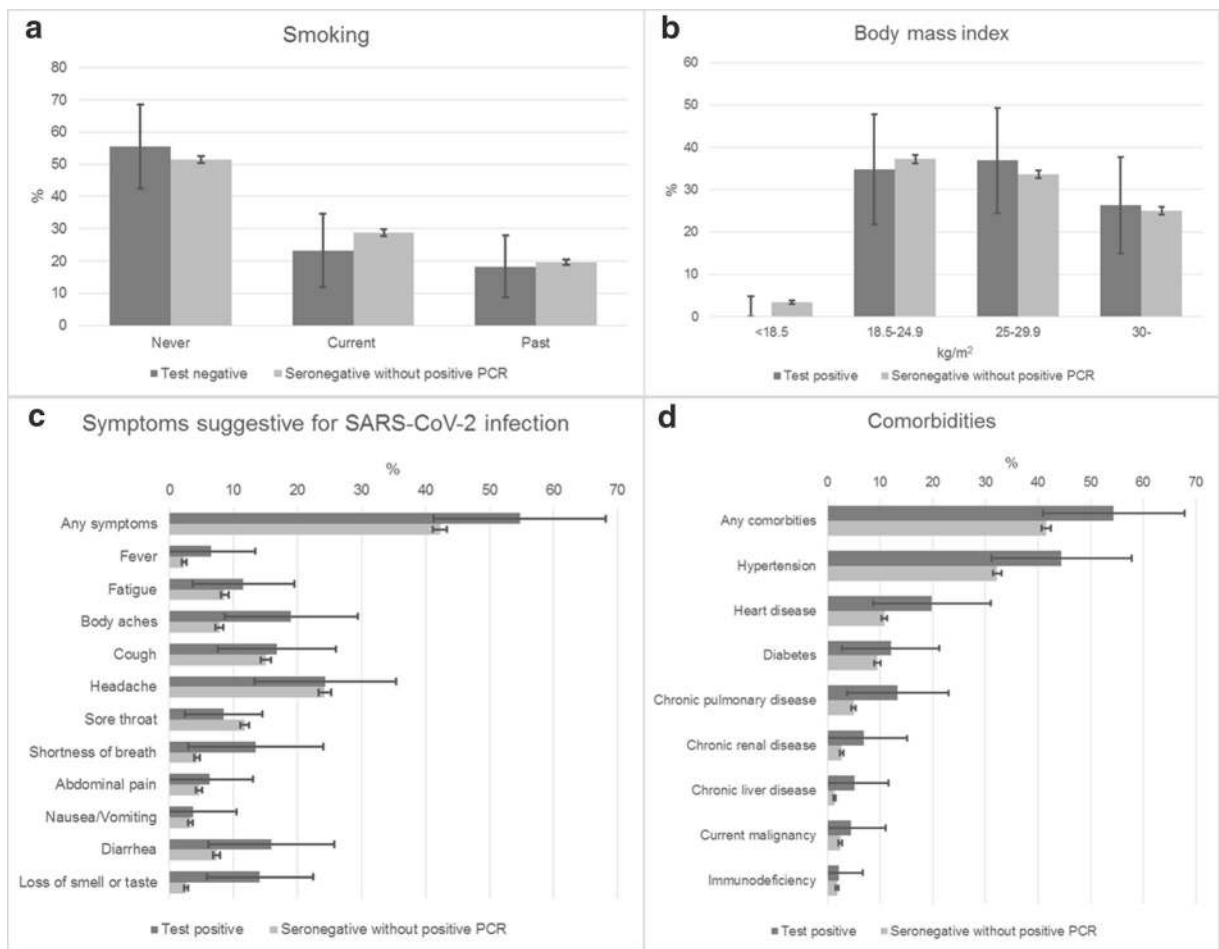 a
Smoking
%
80
70
60
50
40
30
20
10
0
Never Current Past
Test negative Seronegative without positive PCR
b
Body mass index
%
60
50
40
30
20
10
0
<18.5 18.5-24.9 25-29.9 30-
kg/m²
Test positive Seronegative without positive PCR
c
Symptoms suggestive for SARS-CoV-2 infection
%
0 10 20 30 40 50 60 70
Any symptoms
Fever
Fatigue
Body aches
Cough
Headache
Sore throat
Shortness of breath
Abdominal pain
Nausea/Vomiting
Diarrhea
Loss of smell or taste
Test positive Seronegative without positive PCR
d
Comorbidities
%
0 10 20 30 40 50 60 70
Any comorbities
Hypertension
Heart disease
Diabetes
Chronic pulmonary disease
Chronic renal disease
Chronic liver disease
Current malignancy
Immunodeficiency
Test positive Seronegative without positive PCR